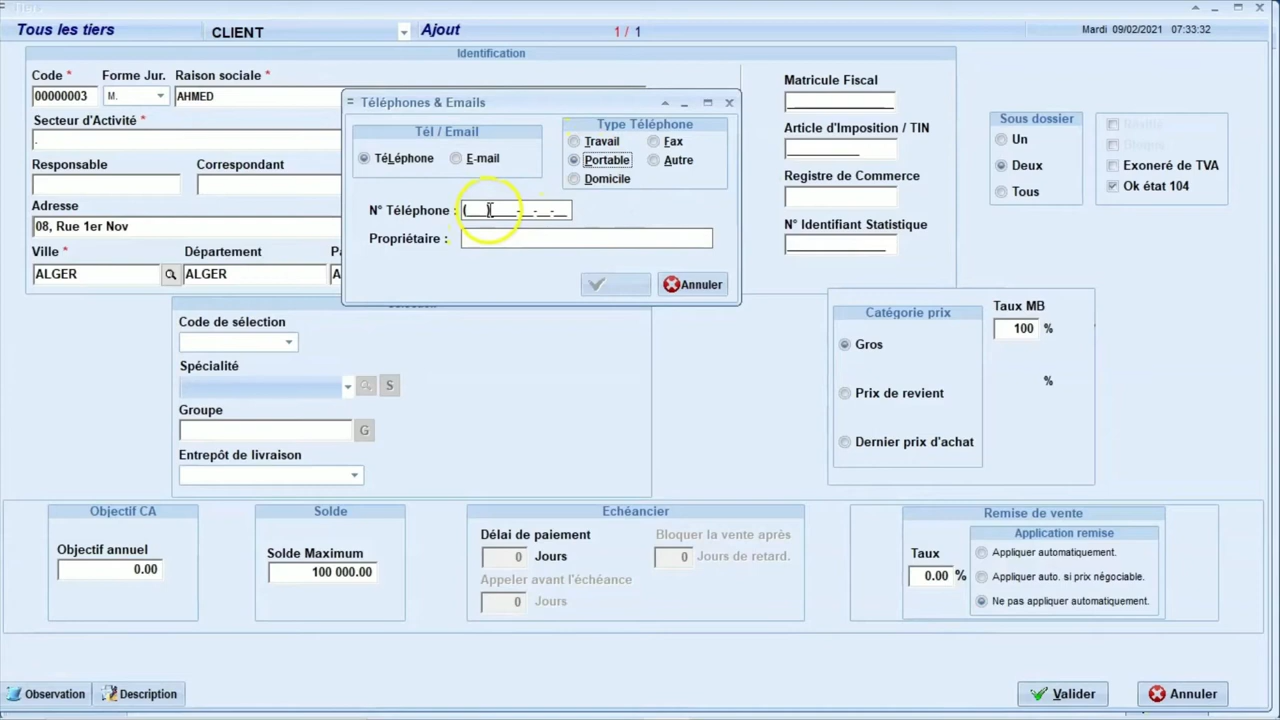 Tiers
Tous les tiers
CLIENT
Ajout
1 / 1
Mardi 09/02/2021 07:33:32
Identification
Code *
Forme Jur.
Raison sociale *
00000003
M.
AHMED
Secteur d'Activité *
.
Responsable
Correspondant
Adresse
08, Rue 1er Nov
Ville *
Département
ALGER
ALGER
Téléphones & Emails
Tél / Email
TéLéphone
E-mail
Type Téléphone
Travail
Fax
Portable
Autre
Domicile
N° Téléphone :
Propriétaire :
Annuler
Matricule Fiscal
Article d'Imposition / TIN
Registre de Commerce
N° Identifiant Statistique
Sous dossier
Un
Deux
Tous
Exonéré de TVA
Ok état 104
Code de sélection
Spécialité
S
Groupe
G
Entrepôt de livraison
Catégorie prix
Gros
Prix de revient
Dernier prix d'achat
Taux MB
100 %
%
Objectif CA
Objectif annuel
0.00
Solde
Solde Maximum
100 000.00
Echéancier
Délai de paiement
0 Jours
Bloquer la vente après
0 Jours de retard.
Appeler avant l'échéance
0 Jours
Remise de vente
Taux
0.00 %
Application remise
Appliquer automatiquement.
Appliquer auto. si prix négociable.
Ne pas appliquer automatiquement.
Observation
Description
Valider
Annuler